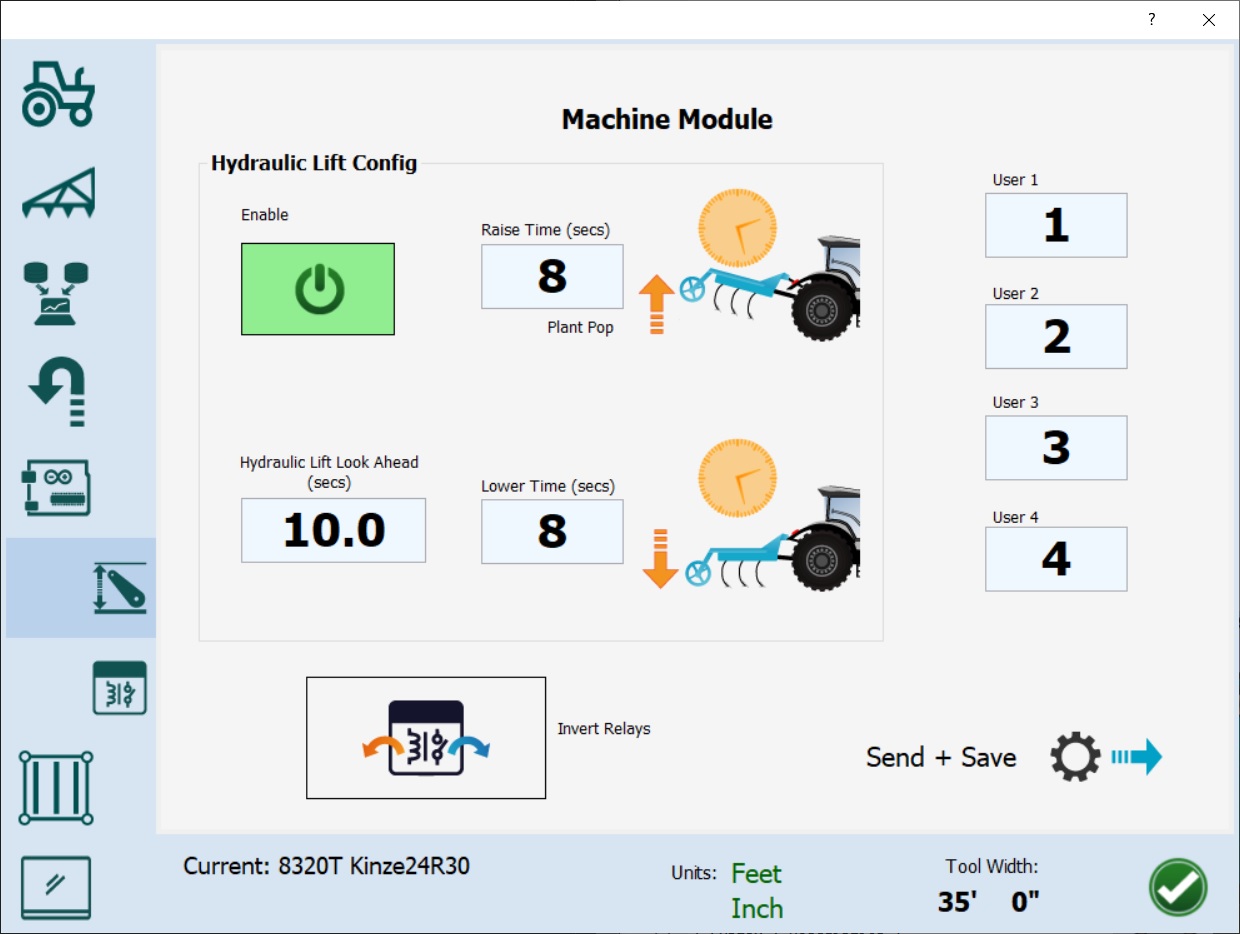 ?
Machine Module
Hydraulic Lift Config
Enable
Raise Time (secs)
8
Plant Pop
Hydraulic Lift Look Ahead
(secs)
10.0
Lower Time (secs)
8
User 1
1
User 2
2
User 3
3
User 4
4
Invert Relays
Send + Save
Current: 8320T Kinze24R30
Units: Feet
Inch
Tool Width:
35' 0"